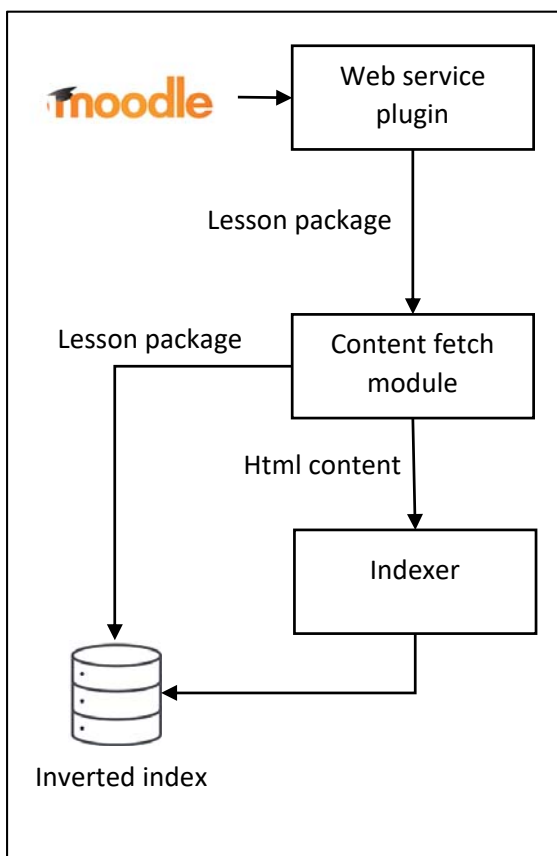 moodle
Web service
plugin
Lesson package
Lesson package
Content fetch
module
Html content
Indexer
Inverted index